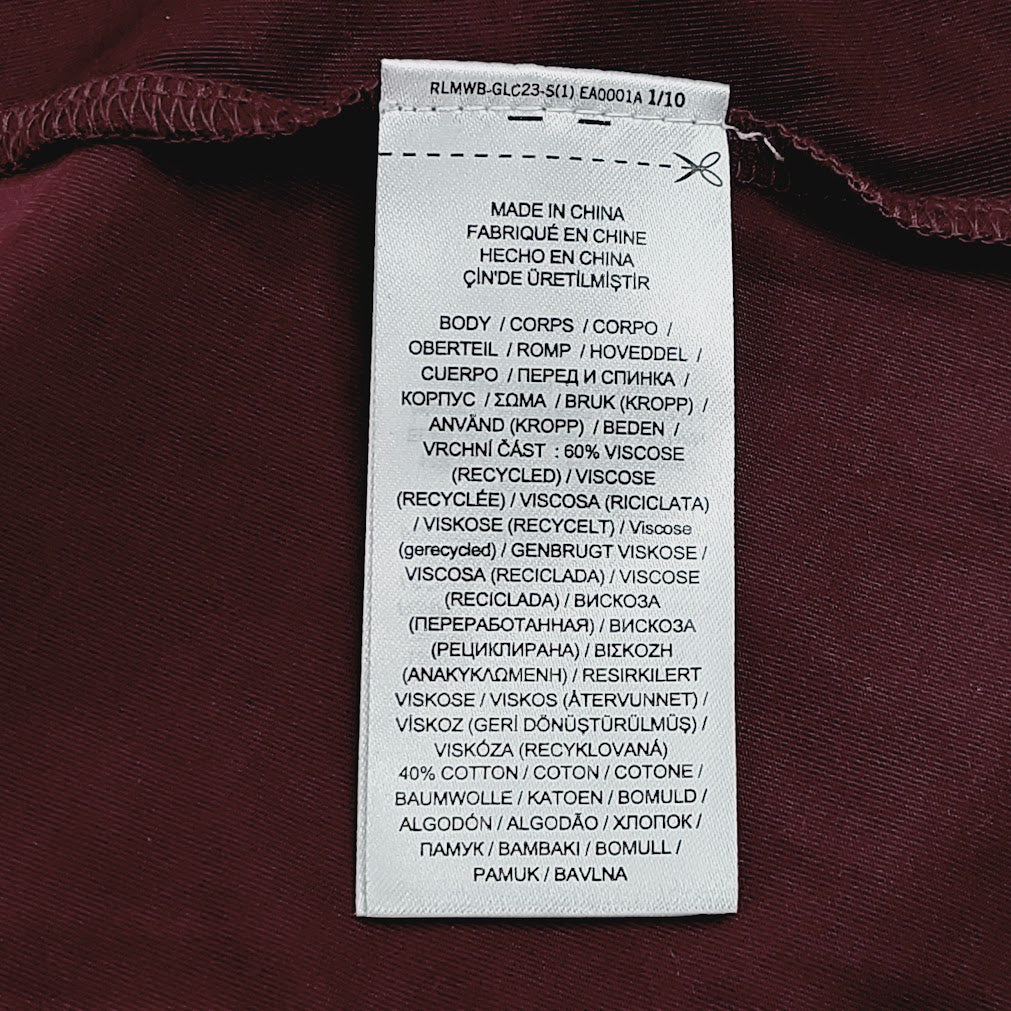 RLMWB-GLC23-S(1) EA0001A 1/10
MADE IN CHINA
FABRIQUÉ EN CHINE
HECHO EN CHINA
ÇİN'DE ÜRETİLMİŞTİR
BODY / CORPS / CORPO /
OBERTEIL / ROMP / HOVEDDEL /
CUERPO / ПЕРЕД И СПИНКА /
КОРПУС / ΣΩΜΑ / BRUK (KROPP) /
ANVÄND (KROPP) / BEDEN /
VRCHNÍ ČÁST : 60% VISCOSE
(RECYCLED) / VISCOSE
(RECYCLÉE) / VISCOSA (RICICLATA)
/ VISKOSE (RECYCELT) / Viscose
(gerecycled) / GENBRUGT VISKOSE /
VISCOSA (RECICLADA) / VISCOSE
(RECICLADA) / ВИСКОЗА
(ПЕРЕРАБОТАННАЯ) / ВИСКОЗА
(РЕЦИКЛИРАНА) / ΒΙΣΚΟΖΗ
(ΑΝΑΚΥΚΛΩΜΕΝΗ) / RESIRKILERT
VISKOSE / VISKOS (ÅTERVUNNET) /
VİSKOZ (GERİ DÖNÜŞTÜRÜLMÜŞ) /
VISKÓZA (RECYKLOVANÁ)
40% COTTON / COTON / COTONE /
BAUMWOLLE / KATOEN / BOMULD /
ALGODÓN / ALGODÃO / ХЛОПОК /
ПАМУК / ΒΑΜΒΑΚΙ / BOMULL /
PAMUK / BAVLNA